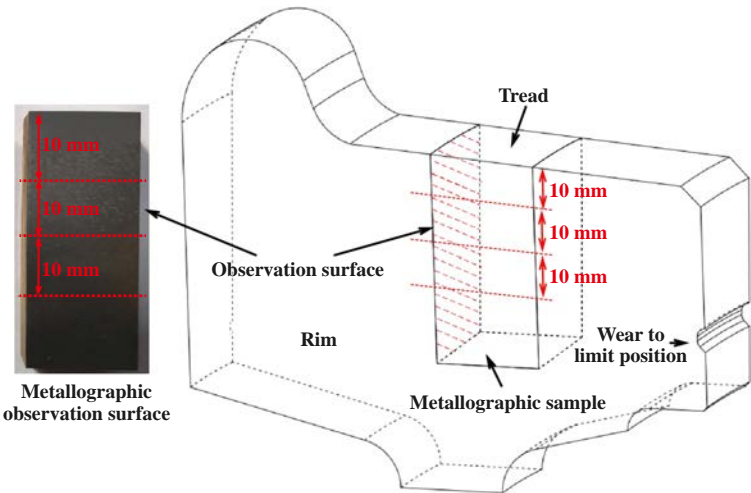 10 mm
10 mm
10 mm
Metallographic
observation surface
Observation surface
Tread
10 mm
10 mm
10 mm
Rim
Wear to
limit position
Metallographic sample